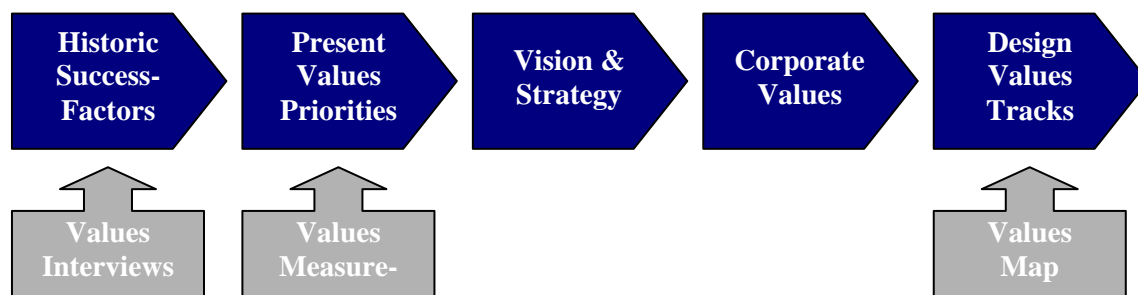 Historic
Success-
Factors
Present
Values
Priorities
Vision &
Strategy
Corporate
Values
Design
Values
Tracks
Values
Interviews
Values
Measure-
Values
Map